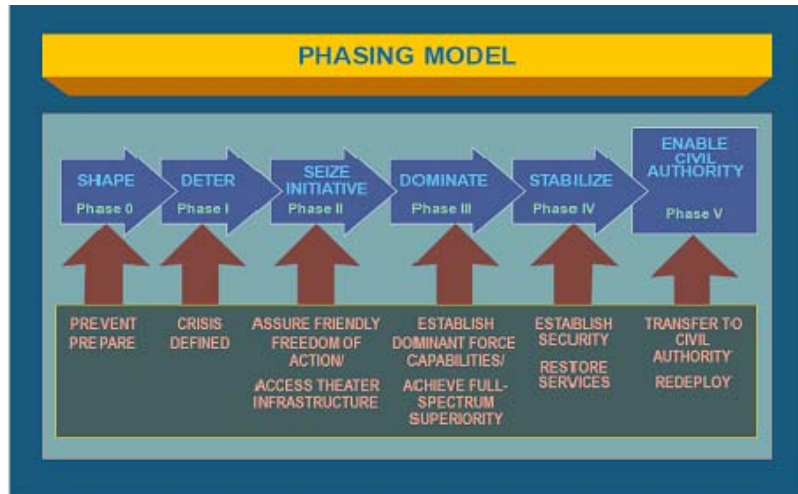 PHASING MODEL
SHAPE
Phase 0
DETER
Phase I
SEIZE
INITIATIVE
Phase II
DOMINATE
Phase III
STABILIZE
Phase IV
ENABLE
CIVIL
AUTHORITY
Phase V
PREVENT
PREPARE
CRISIS
DEFINED
ASSURE FRIENDLY
FREEDOM OF
ACTION/
ACCESS THEATER
INFRASTRUCTURE
ESTABLISH
DOMINANT FORCE
CAPABILITIES/
ACHIEVE FULL-
SPECTRUM
SUPERIORITY
ESTABLISH
SECURITY
RESTORE
SERVICES
TRANSFER TO
CIVIL
AUTHORITY
REDEPLOY